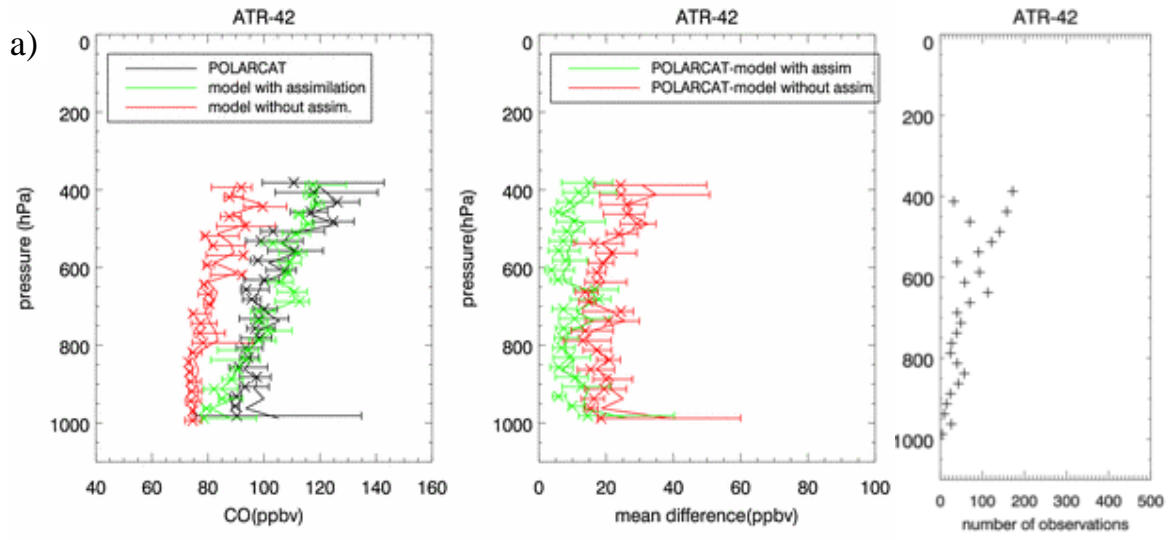 a)
ATR-42
0
200
400
600
800
1000
pressure (hPa)
POLARCAT
model with assimilation
model without assim.
40 60 80 100 120 140 160
CO(ppbv)
ATR-42
0
200
400
600
800
1000
pressure(hPa)
POLARCAT-model with assim
POLARCAT-model without assim.
0 20 40 60 80 100
mean difference(ppbv)
ATR-42
0
200
400
600
800
1000
0 100 200 300 400 500
number of observations